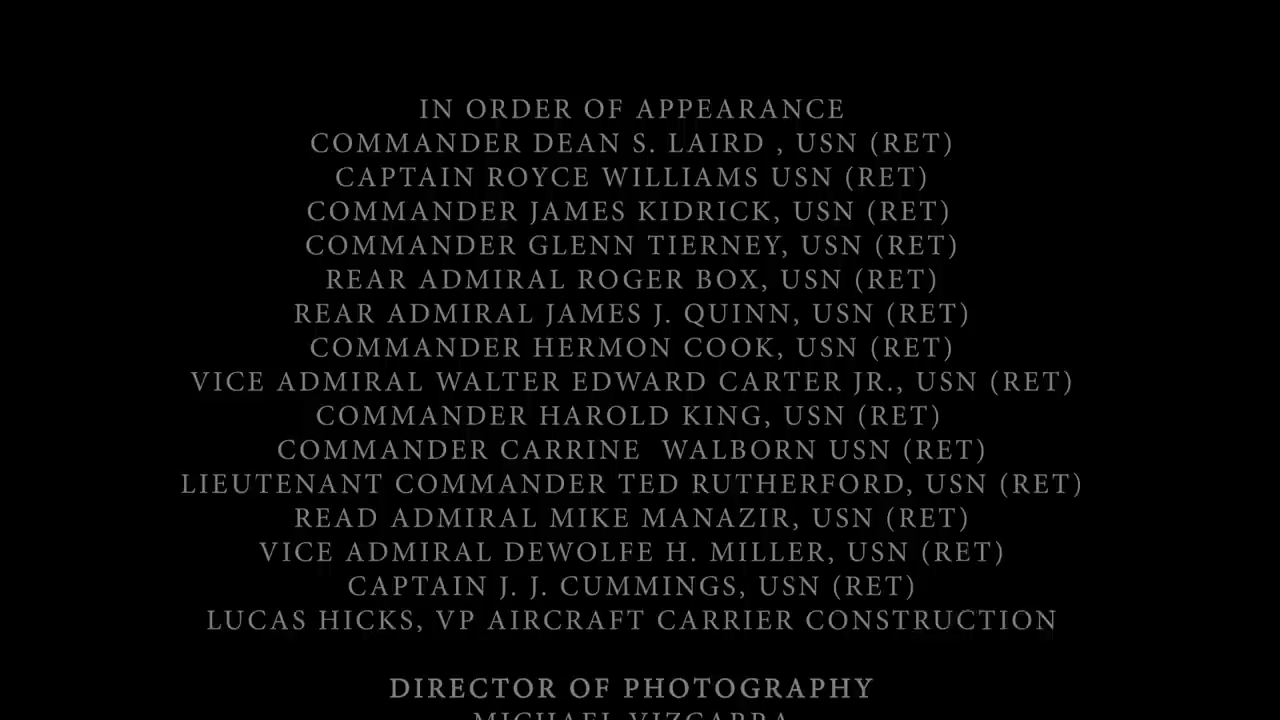 IN ORDER OF APPEARANCE
COMMANDER DEAN S. LAIRD , USN (RET)
CAPTAIN ROYCE WILLIAMS USN (RET)
COMMANDER JAMES KIDRICK, USN (RET)
COMMANDER GLENN TIERNEY, USN (RET)
REAR ADMIRAL ROGER BOX, USN (RET)
REAR ADMIRAL JAMES J. QUINN, USN (RET)
COMMANDER HERMON COOK, USN (RET)
VICE ADMIRAL WALTER EDWARD CARTER JR., USN (RET)
COMMANDER HAROLD KING, USN (RET)
COMMANDER CARRINE  WALBORN USN (RET)
LIEUTENANT COMMANDER TED RUTHERFORD, USN (RET)
READ ADMIRAL MIKE MANAZIR, USN (RET)
VICE ADMIRAL DEWOLFE H. MILLER, USN (RET)
CAPTAIN J. J. CUMMINGS, USN (RET)
LUCAS HICKS, VP AIRCRAFT CARRIER CONSTRUCTION
DIRECTOR OF PHOTOGRAPHY
MICHAEL VIZCARRA